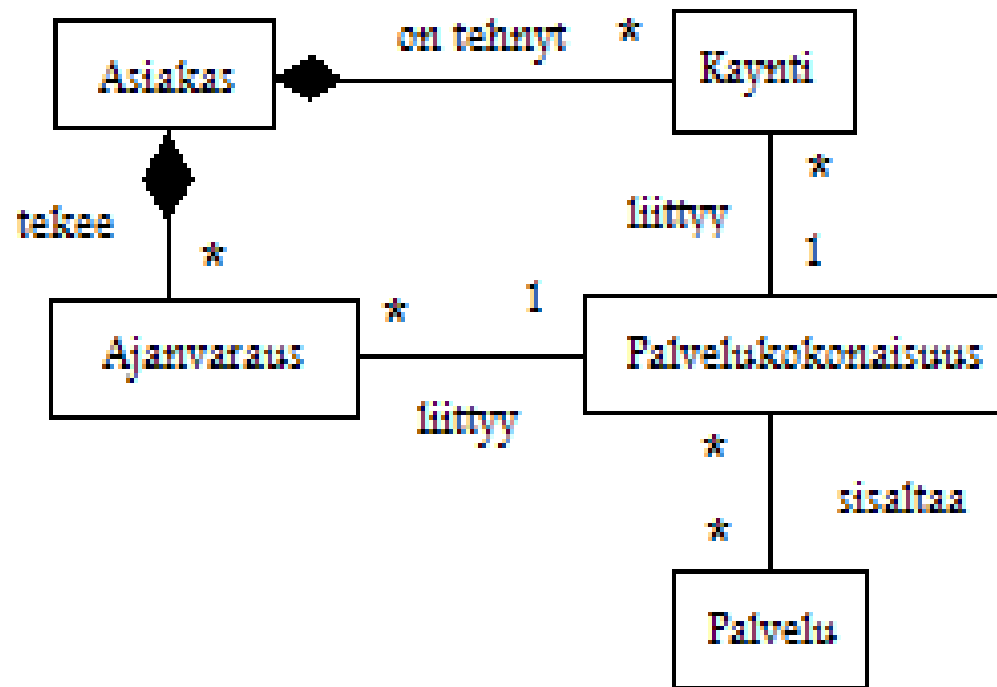 on tehnyt *
Asiakas
Kaynti
*
liittyy
tekee
*
1
1
*
Ajanvaraus
Palvelukokonaisuus
liittyy
*
sisaltaa
*
Palvelu